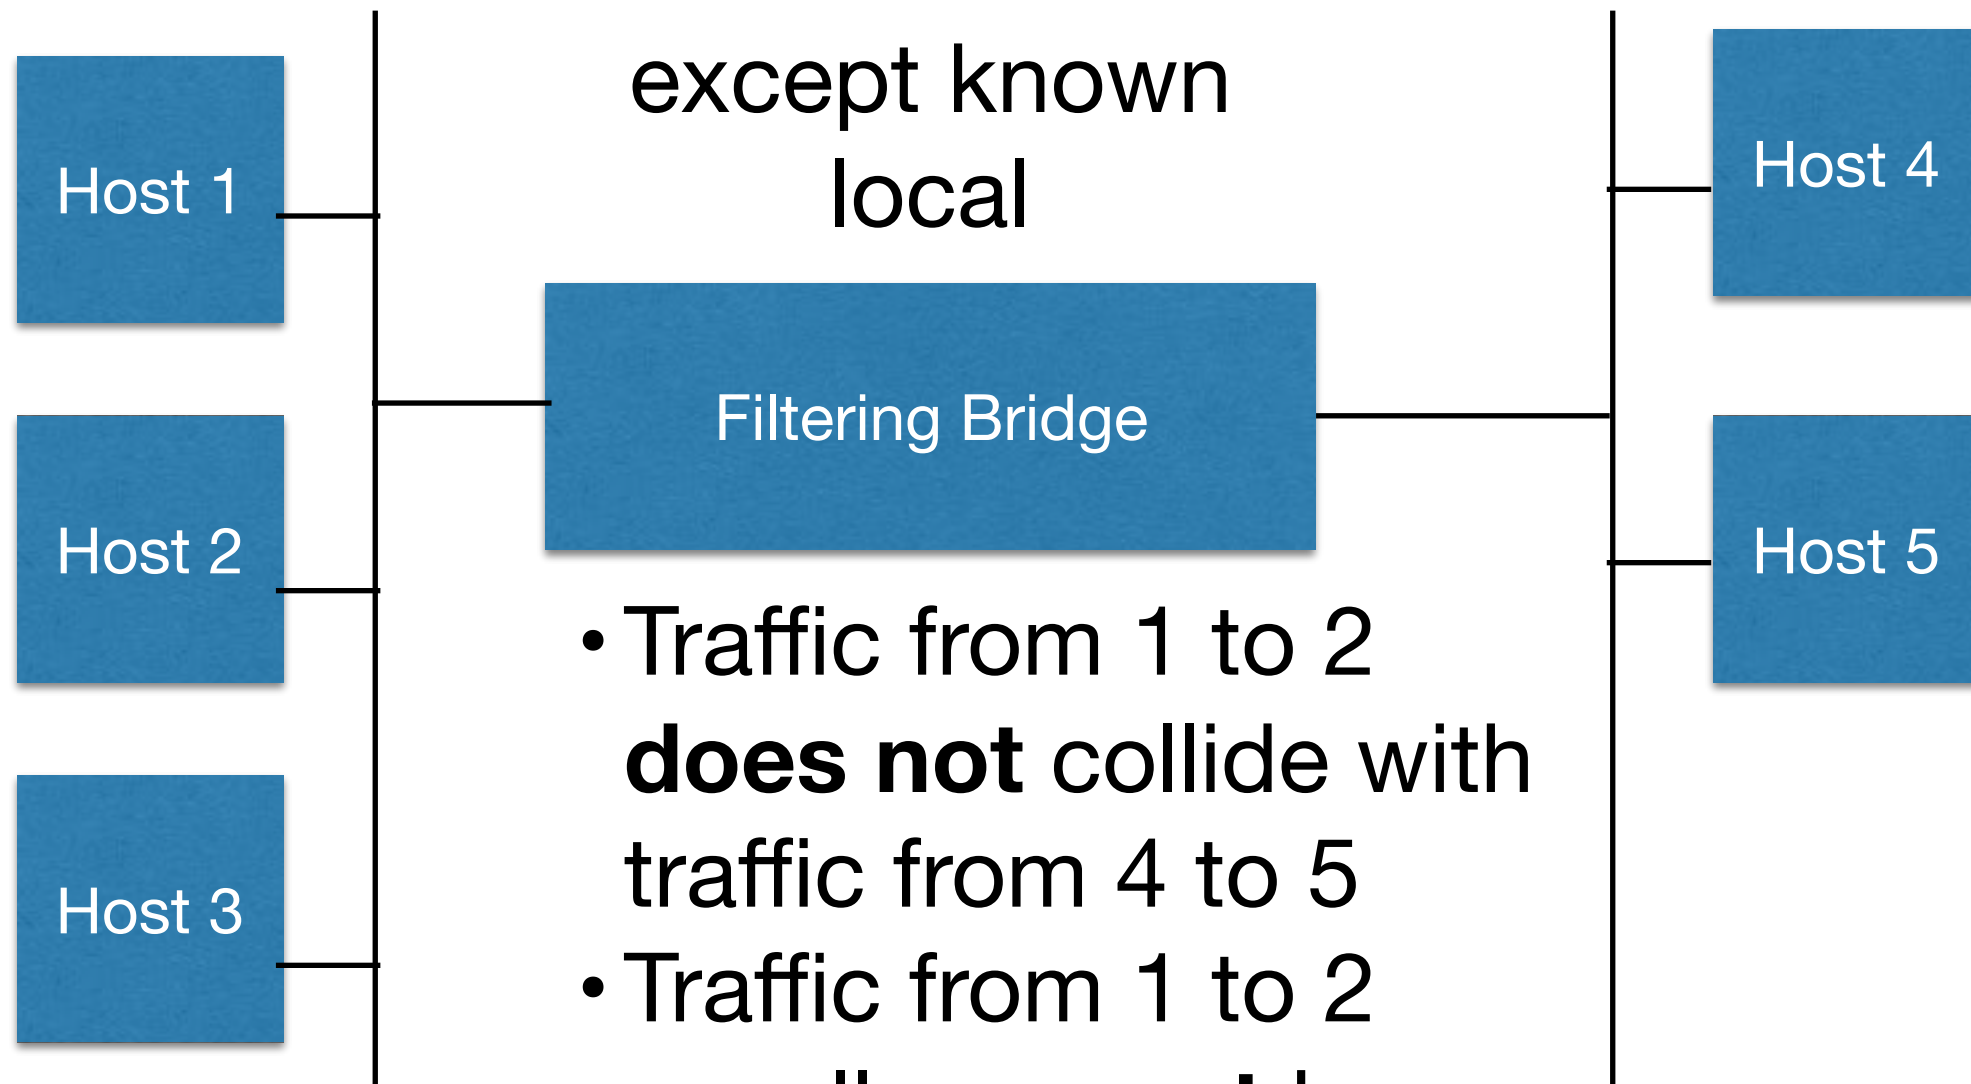 except known
local
Host 1
Host 4
Filtering Bridge
Host 2
Host 5
• Traffic from 1 to 2
does not collide with
traffic from 4 to 5
Host 3
• Traffic from 1 to 2